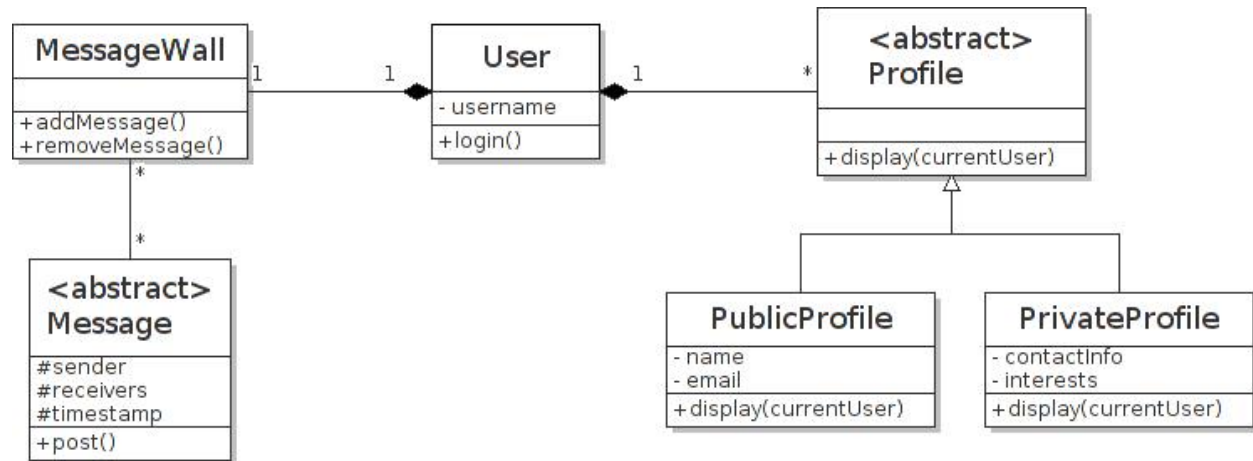 MessageWall
+addMessage()
+removeMessage()
1
1
User
- username
+login()
1
*
<abstract>
Profile
+display(currentUser)
*
*
<abstract>
Message
#sender
#receivers
#timestamp
+post()
PublicProfile
- name
- email
+display(currentUser)
PrivateProfile
- contactInfo
- interests
+display(currentUser)